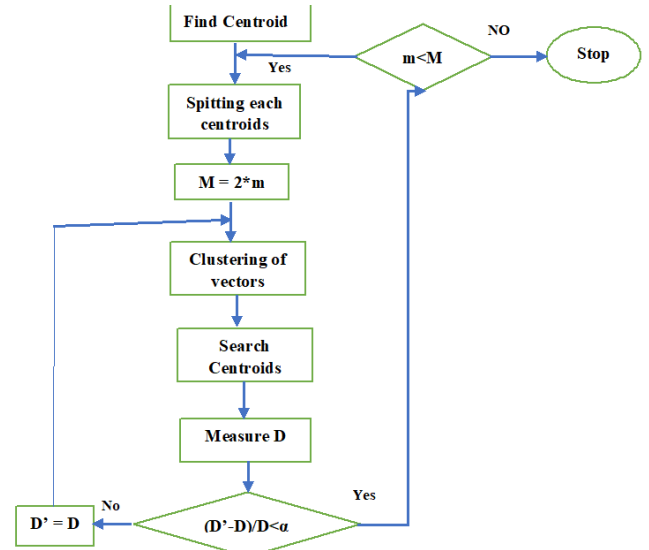 Find Centroid
NO
m<M
Stop
Yes
Spitting each
centroids
M = 2*m
Clustering of
vectors
Search
Centroids
Measure D
Yes
No
D’ = D
(D’-D)/D<α